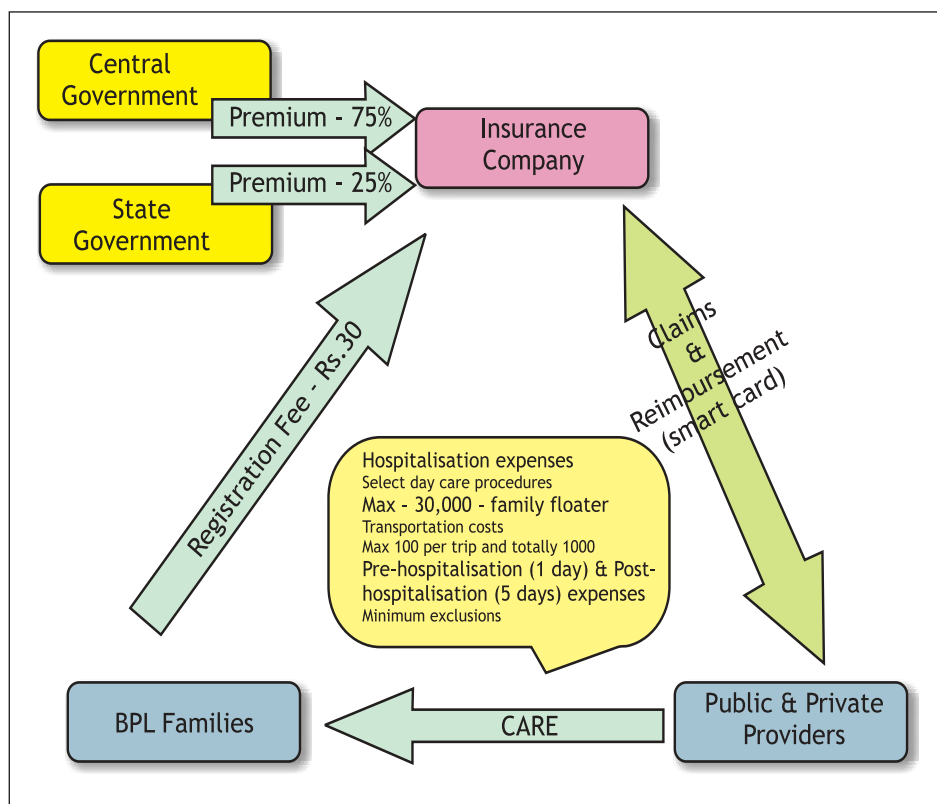 Central
Government
Premium - 75%
Insurance
Company
Premium - 25%
State
Government
Registration Fee - Rs.30
Claims
&
Reimbursement
(smart card)
Hospitalisation expenses
Select day care procedures
Max - 30,000 - family floater
Transportation costs
Max 100 per trip and totally 1000
Pre-hospitalisation (1 day) & Post-
hospitalisation (5 days) expenses
Minimum exclusions
BPL Families
CARE
Public & Private
Providers